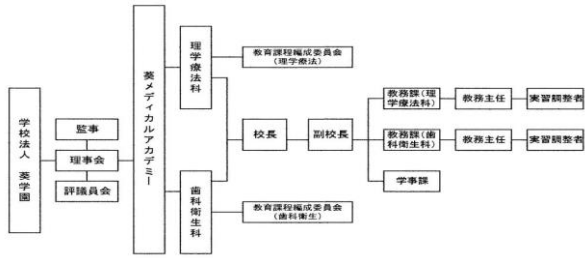 学校法人　葵学園
監事
理事会
評議員会
葵メディカルアカデミー
理学療法科
歯科衛生科
教育課程編成委員会
(理学療法)
校長
副校長
教育課程編成委員会
(歯科衛生)
教務課(理
学療法科)
教務主任
実習調整者
教務課(歯
科衛生科)
教務主任
実習調整者
学事課